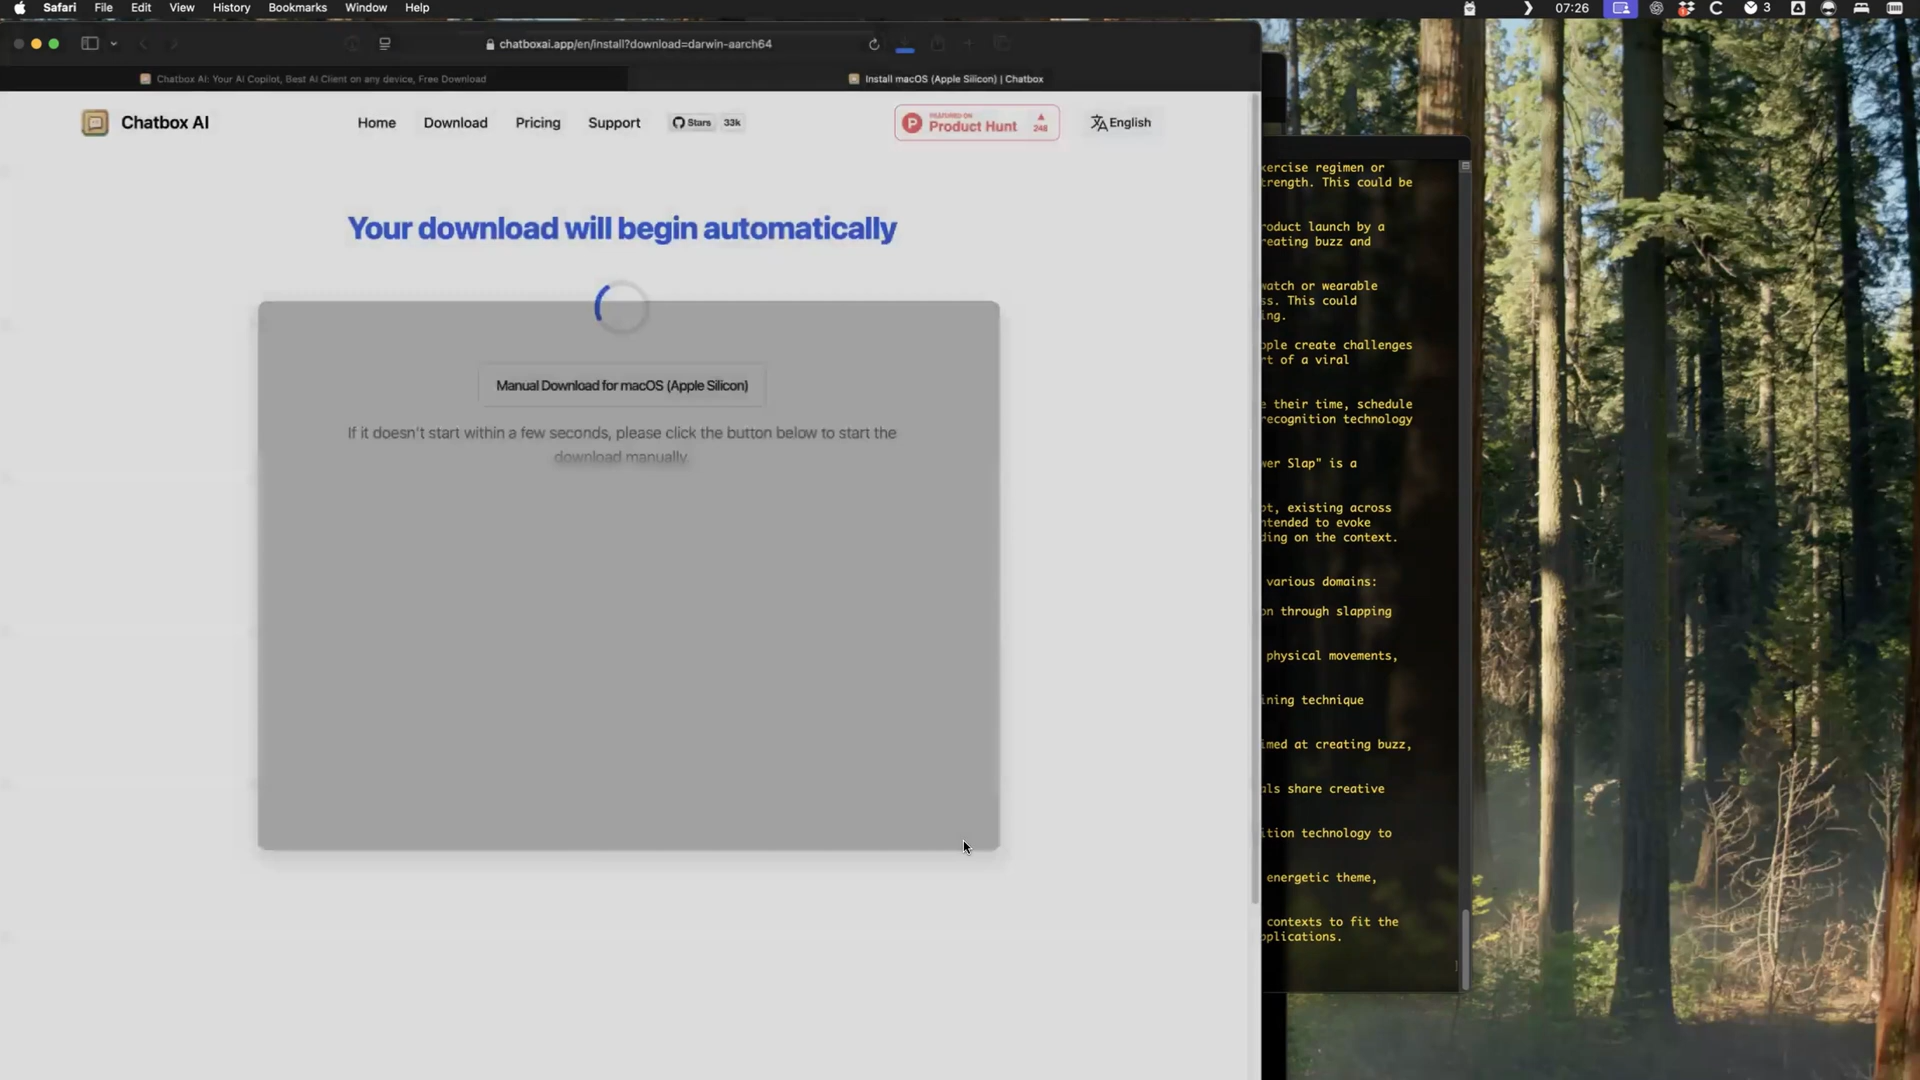 Safari File Edit View History Bookmarks Window Help 07:26 3
chatboxai.app/en/install?download=darwin-aarch64
Chatbox AI: Your AI Copilot, Best AI Client on any device, Free Download
Install macOS (Apple Silicon) | Chatbox
Chatbox AI
Home Download Pricing Support Stars 33k
FEATURED ON
Product Hunt 248
English
Your download will begin automatically
Manual Download for macOS (Apple Silicon)
If it doesn't start within a few seconds, please click the button below to start the
download manually.
xercise regimen or
trength. This could be
roduct launch by a
reating buzz and
watch or wearable
ss. This could
ing.
ople create challenges
rt of a viral
e their time, schedule
recognition technology
wer Slap" is a
pt, existing across
ntended to evoke
ding on the context.
various domains:
on through slapping
physical movements,
ining technique
imed at creating buzz,
als share creative
ition technology to
energetic theme,
contexts to fit the
plications.